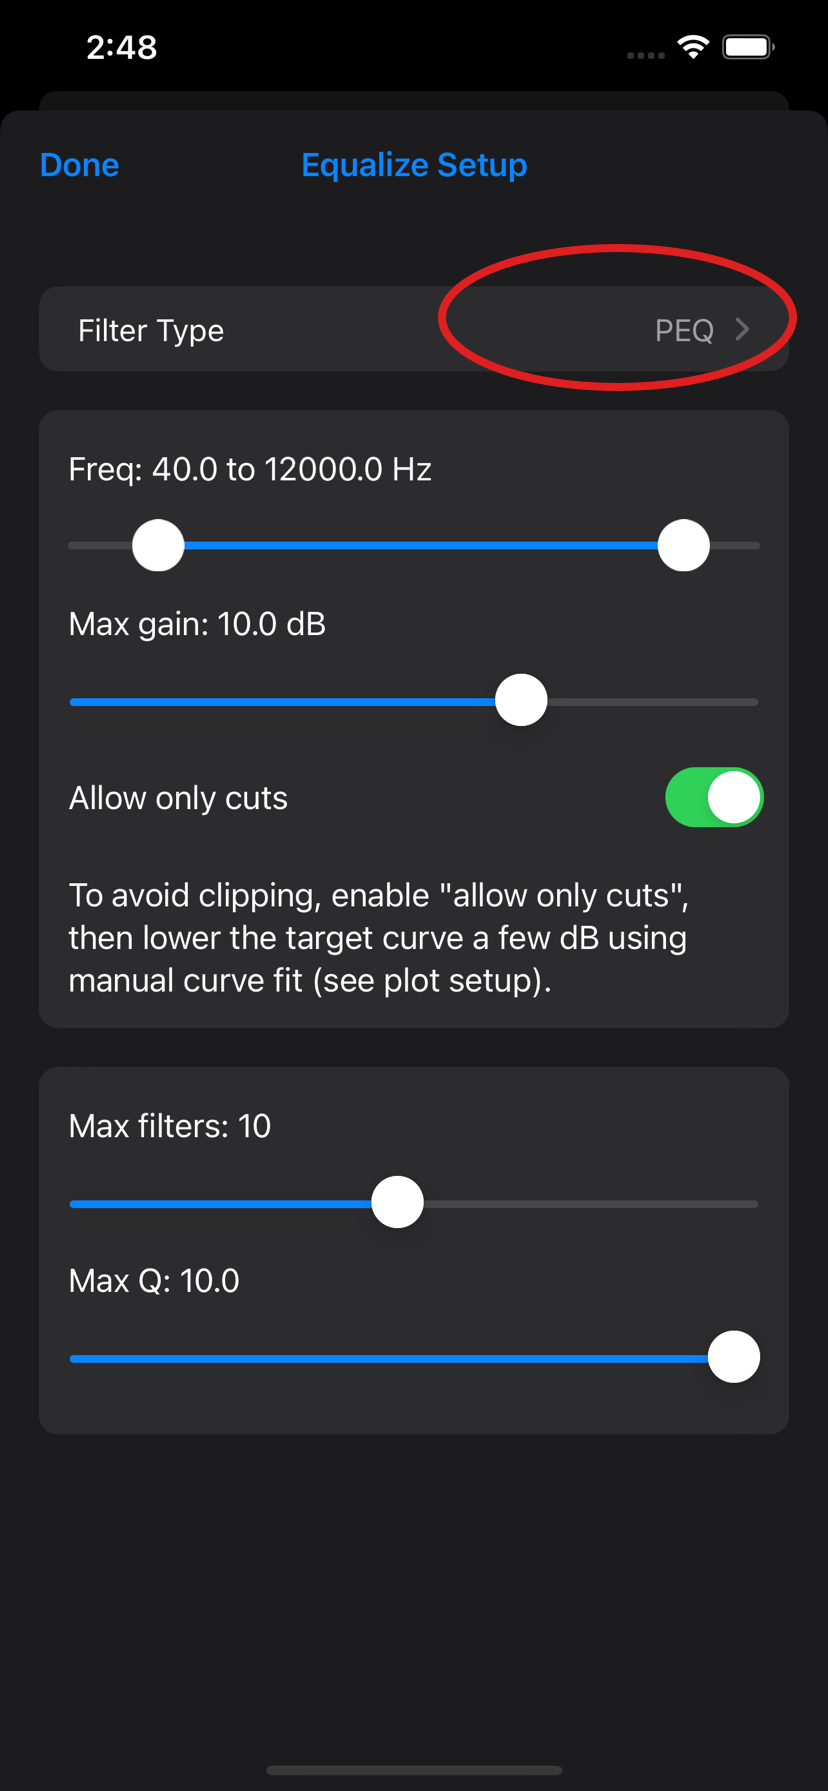 2:48
Done
Equalize Setup
Filter Type
PEQ
Freq: 40.0 to 12000.0 Hz
Max gain: 10.0 dB
Allow only cuts
To avoid clipping, enable "allow only cuts",
then lower the target curve a few dB using
manual curve fit (see plot setup).
Max filters: 10
Max Q: 10.0